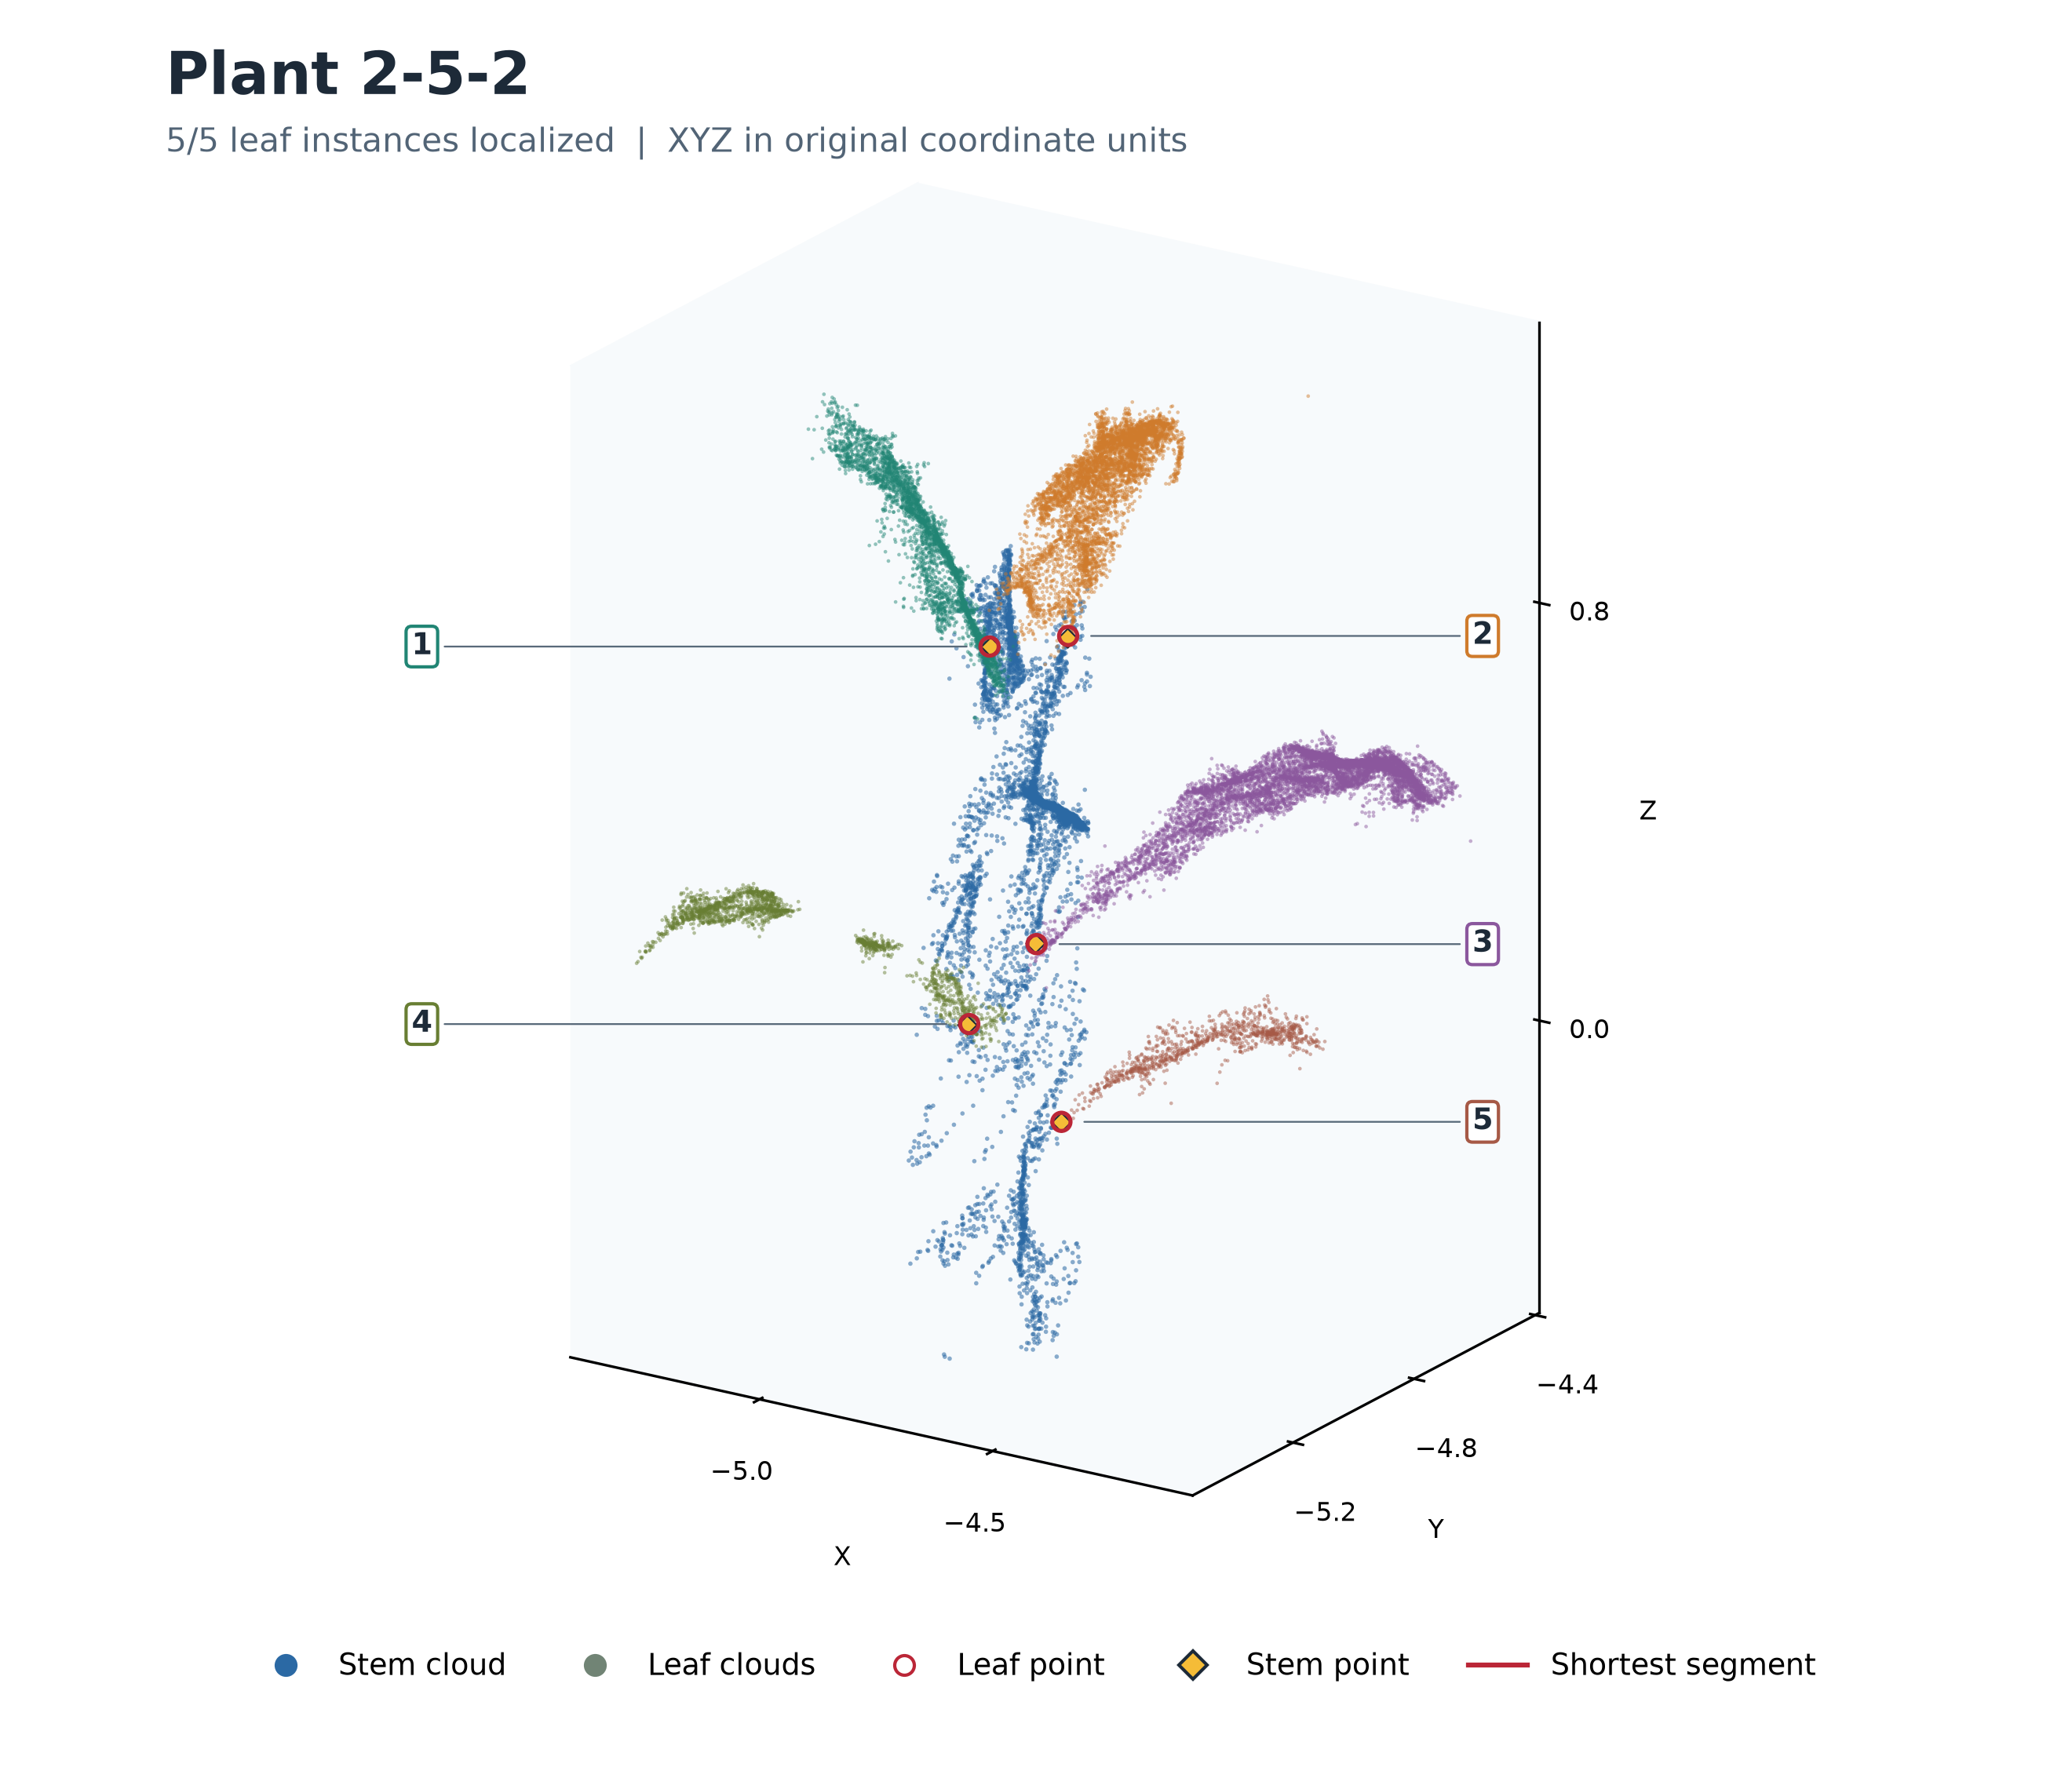 Plant 2-5-2
5/5 leaf instances localized | XYZ in original coordinate units
1
2
3
4
5
0.8
0.0
Z
−4.4
−4.8
−5.2
Y
−5.0
−4.5
X
Stem cloud
Leaf clouds
Leaf point
Stem point
Shortest segment